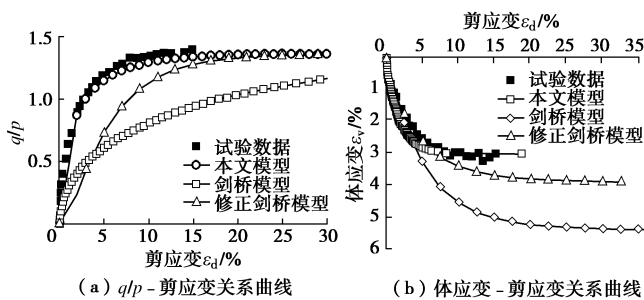 1.5
1.0
0.5
q/p
试验数据
本文模型
剑桥模型
修正剑桥模型
0 5 10 15 20 25 30
剪应变εd/%
(a) q/p-剪应变关系曲线
剪应变εd/%
0 5 10 15 20 25 30 35
1
2
3
4
5
6
体应变εv/%
试验数据
本文模型
剑桥模型
修正剑桥模型
(b) 体应变-剪应变关系曲线